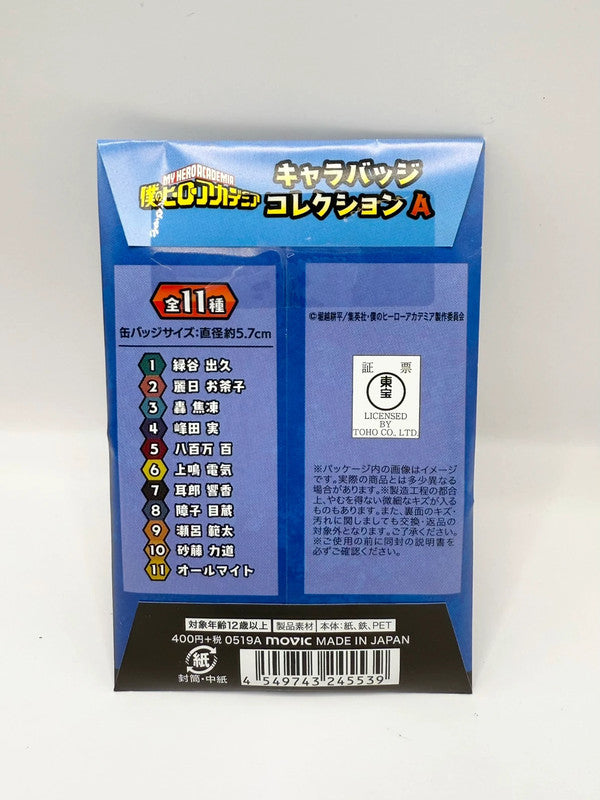 MY HERO ACADEMIA
僕のヒーローアカデミア
キャラバッジ
コレクション A
全11種
缶バッジサイズ:直径約5.7cm
1 緑谷 出久
2 麗日 お茶子
3 轟 焦凍
4 峰田 実
5 八百万 百
6 上鳴 電気
7 耳郎 響香
8 障子 目蔵
9 瀬呂 範太
10 砂藤 力道
11 オールマイト
©堀越耕平/集英社・僕のヒーローアカデミア製作委員会
証 票
東宝
LICENSED
BY
TOHO CO., LTD.
※パッケージ内の画像はイメージ
です。実際の商品とは多少異なる
場合があります。※製造工程の都合
上、やむを得ない微細なキズが入る
ものもあります。また、裏面のキズ・
汚れに関しましても交換・返品の
対象外となります。ご了承ください。
※ご使用の前に同封の説明書を
必ずご確認ください。
対象年齢12歳以上 製品素材 本体:紙、鉄、PET
400円+税 0519A movic MADE IN JAPAN
紙
封筒・中紙
4 549743 245539